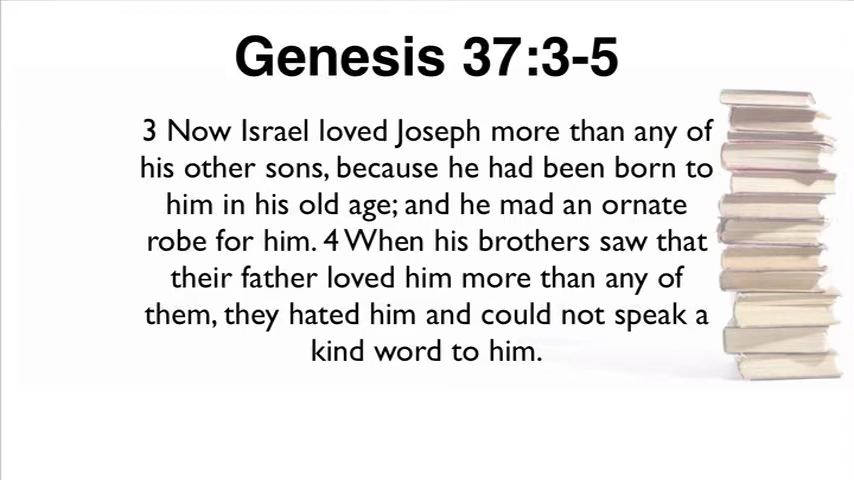 Genesis 37:3-5
3 Now Israel loved Joseph more than any of
his other sons, because he had been born to
him in his old age; and he mad an ornate
robe for him. 4 When his brothers saw that
their father loved him more than any of
them, they hated him and could not speak a
kind word to him.